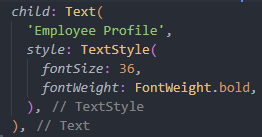 child: Text(
  'Employee Profile',
  style: TextStyle(
    fontSize: 36,
    fontWeight: FontWeight.bold,
  ), // TextStyle
), // Text